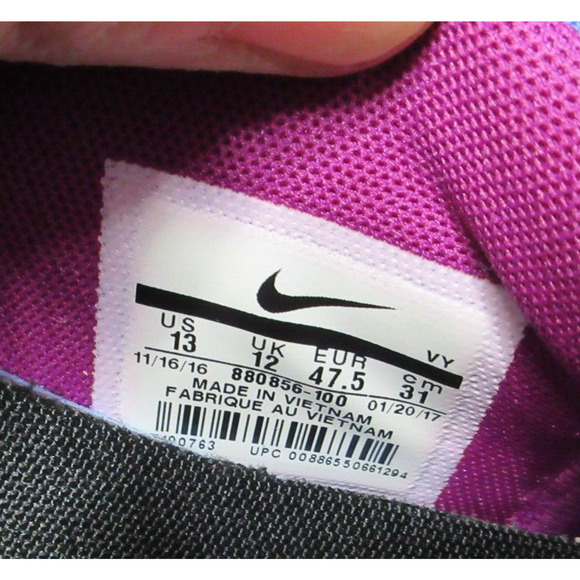 US UK EUR cm VY
13 12 47.5 31
11/16/16 880856-100 01/20/17
MADE IN VIETNAM
FABRIQUE AU VIETNAM
UPC 00886550661294